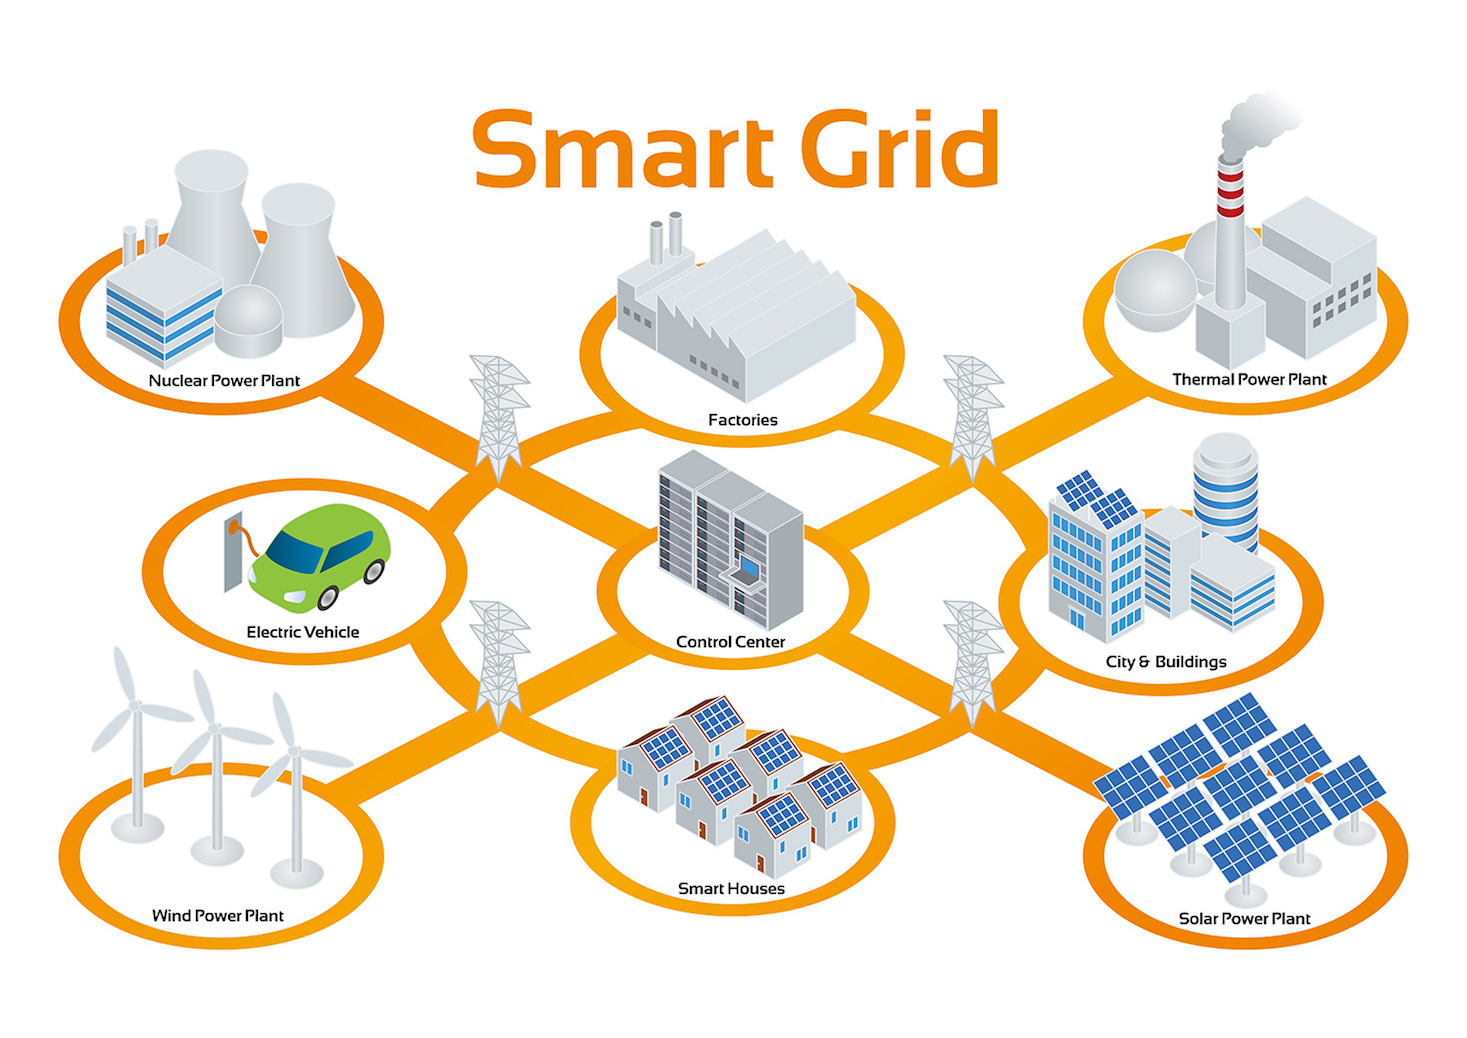 Smart Grid
Nuclear Power Plant
Factories
Thermal Power Plant
Electric Vehicle
Control Center
City & Buildings
Wind Power Plant
Smart Houses
Solar Power Plant